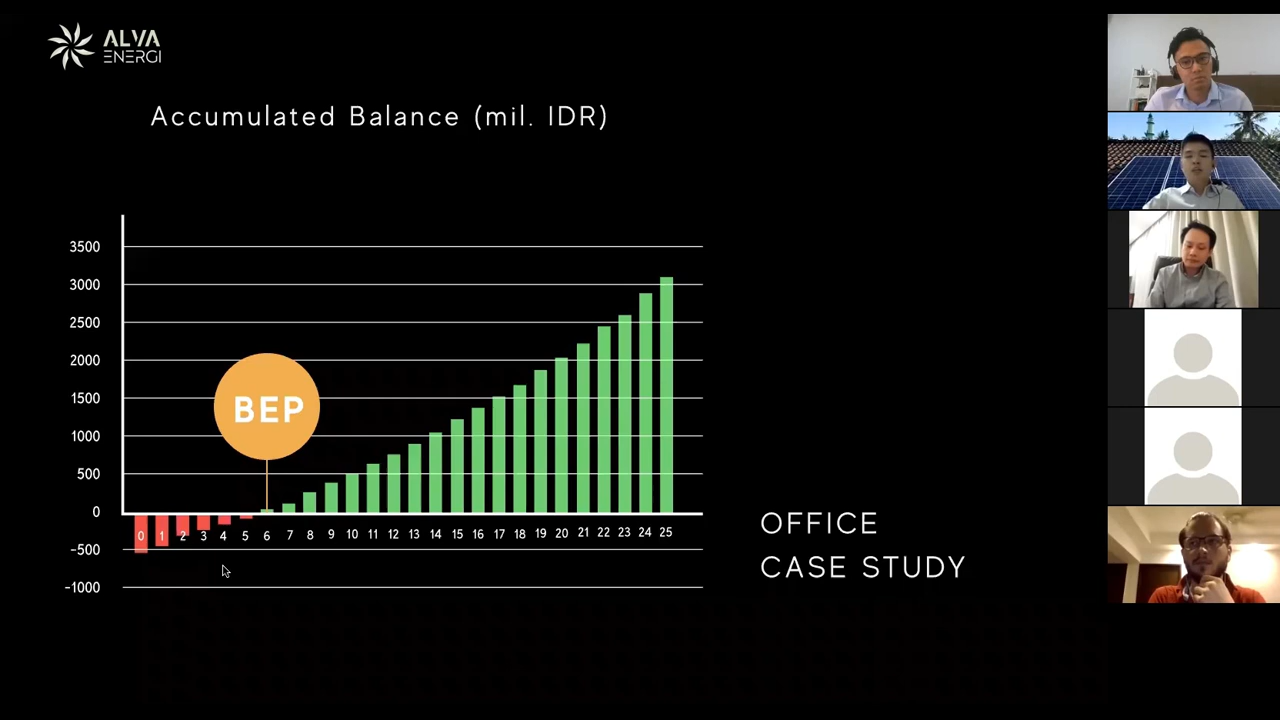 ALVA
ENERGI
Accumulated Balance (mil. IDR)
3500
3000
2500
2000
1500
1000
500
0
-500
-1000
BEP
0 1 2 3 4 5 6 7 8 9 10 11 12 13 14 15 16 17 18 19 20 21 22 23 24 25
OFFICE
CASE STUDY